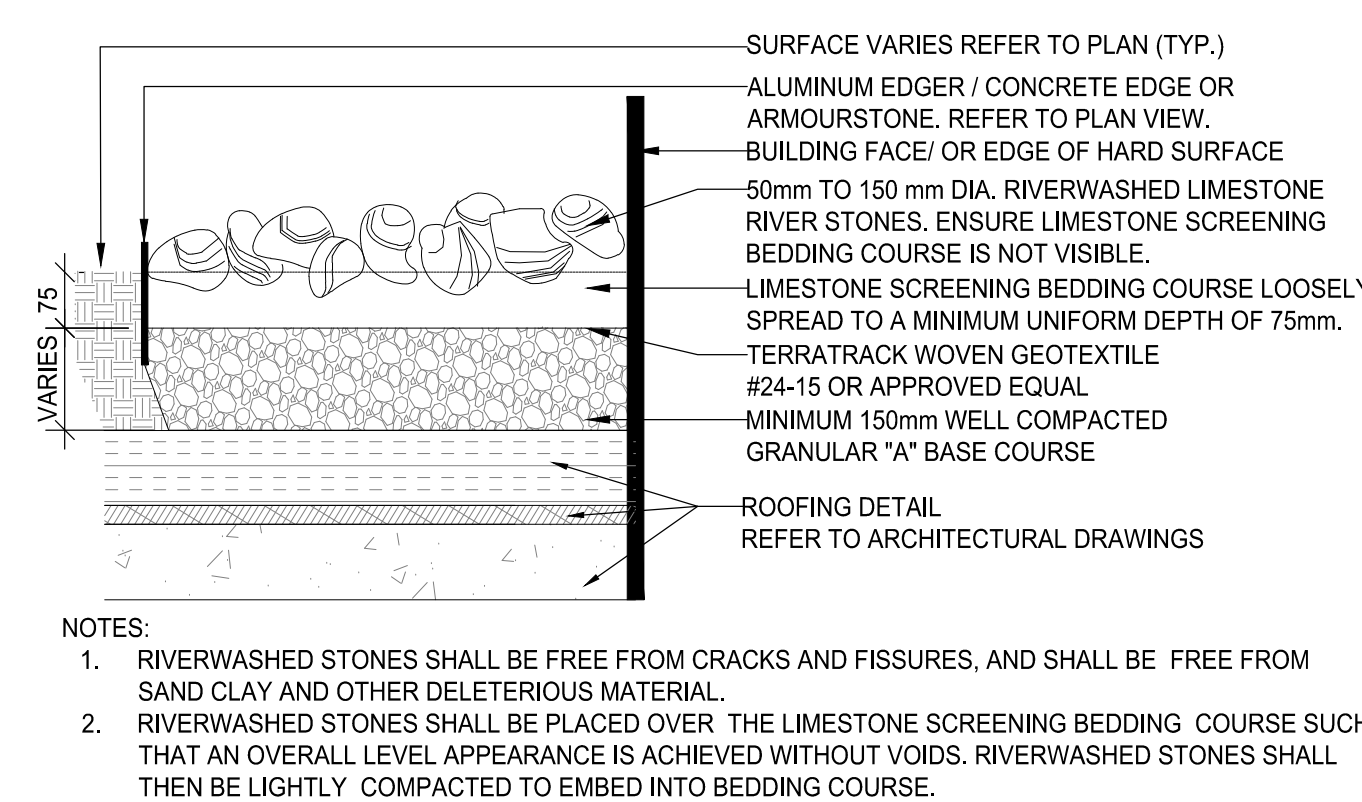 SURFACE VARIES REFER TO PLAN (TYP.)
ALUMINUM EDGER / CONCRETE EDGE OR
ARMOURSTONE. REFER TO PLAN VIEW.
BUILDING FACE/ OR EDGE OF HARD SURFACE
50mm TO 150 mm DIA. RIVERWASHED LIMESTONE
RIVER STONES. ENSURE LIMESTONE SCREENING
BEDDING COURSE IS NOT VISIBLE.
LIMESTONE SCREENING BEDDING COURSE LOOSELY
SPREAD TO A MINIMUM UNIFORM DEPTH OF 75mm.
TERRATRACK WOVEN GEOTEXTILE
#24-15 OR APPROVED EQUAL
MINIMUM 150mm WELL COMPACTED
GRANULAR "A" BASE COURSE
ROOFING DETAIL
REFER TO ARCHITECTURAL DRAWINGS
75
VARIES
NOTES:
1. RIVERWASHED STONES SHALL BE FREE FROM CRACKS AND FISSURES, AND SHALL BE FREE FROM
SAND CLAY AND OTHER DELETERIOUS MATERIAL.
2. RIVERWASHED STONES SHALL BE PLACED OVER THE LIMESTONE SCREENING BEDDING COURSE SUCH
THAT AN OVERALL LEVEL APPEARANCE IS ACHIEVED WITHOUT VOIDS. RIVERWASHED STONES SHALL
THEN BE LIGHTLY COMPACTED TO EMBED INTO BEDDING COURSE.